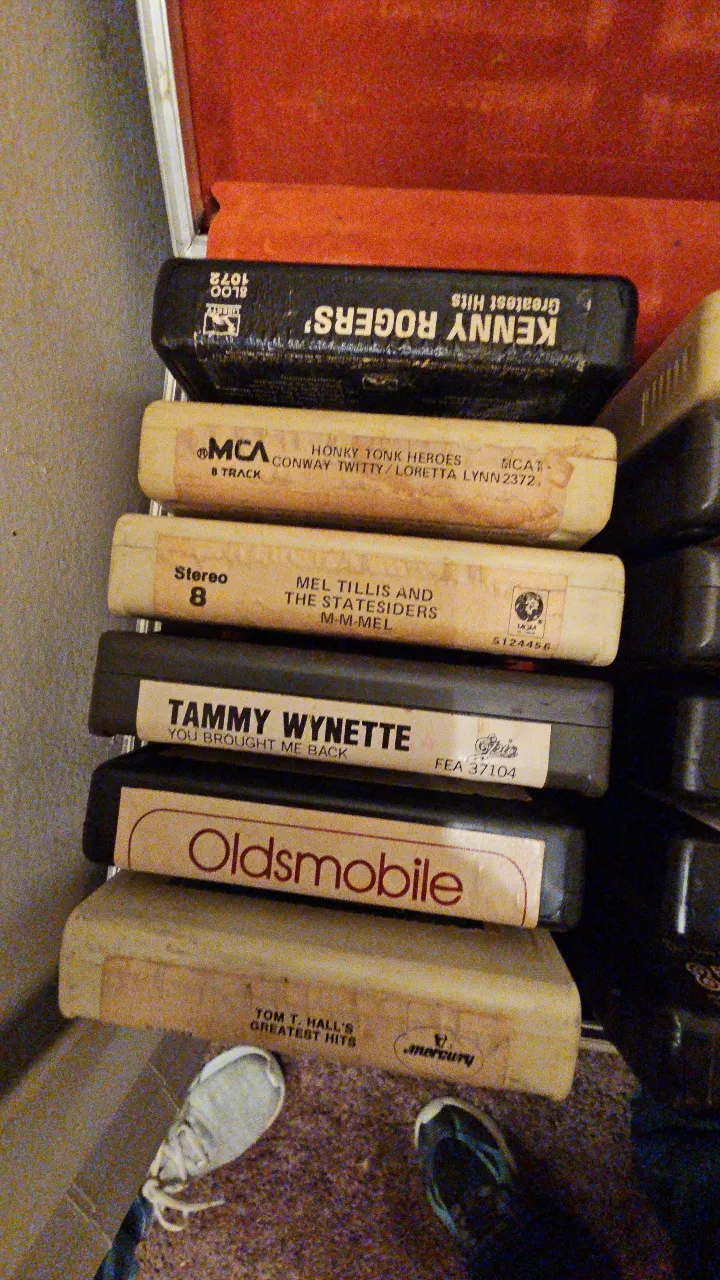 KENNY ROGERS'
Greatest Hits
LIBERTY
8LOO
1072
MCA
8 TRACK
HONKY TONK HEROES
CONWAY TWITTY/LORETTA LYNN
MCAT-
2372
Stereo
8
MEL TILLIS AND
THE STATESIDERS
M-M-MEL
MGM
5124456
TAMMY WYNETTE
YOU BROUGHT ME BACK
Epic
FEA 37104
Oldsmobile
TOM T. HALL'S
GREATEST HITS
mercury